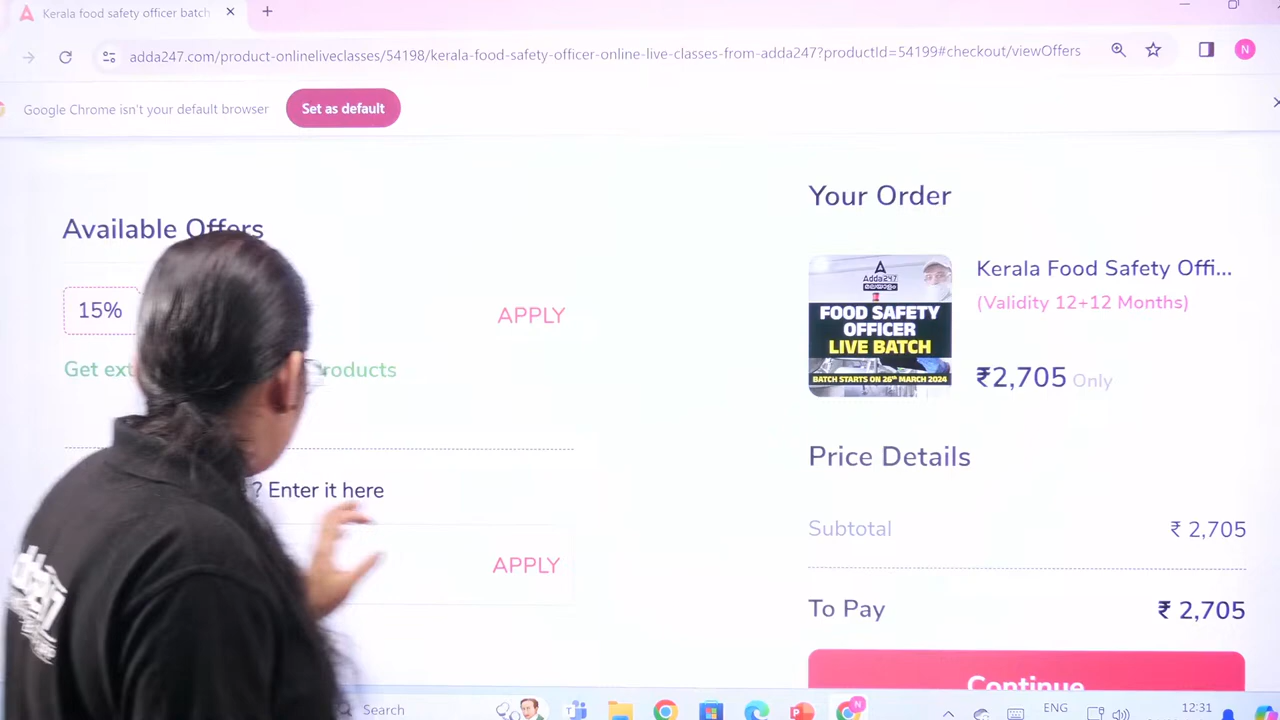 Kerala food safety officer batch
adda247.com/product-onlineliveclasses/54198/kerala-food-safety-officer-online-live-classes-from-adda247?productId=54199#checkout/viewOffers
N
Google Chrome isn't your default browser
Set as default
Available Offers
15%
APPLY
Get ext
roducts
? Enter it here
APPLY
Your Order
Adda247
മലയാളം
FOOD SAFETY
OFFICER
LIVE BATCH
BATCH STARTS ON 26th MARCH 2024
Kerala Food Safety Offi...
(Validity 12+12 Months)
₹2,705 Only
Price Details
Subtotal
₹ 2,705
To Pay
₹ 2,705
Continue
Search
ENG
12:31